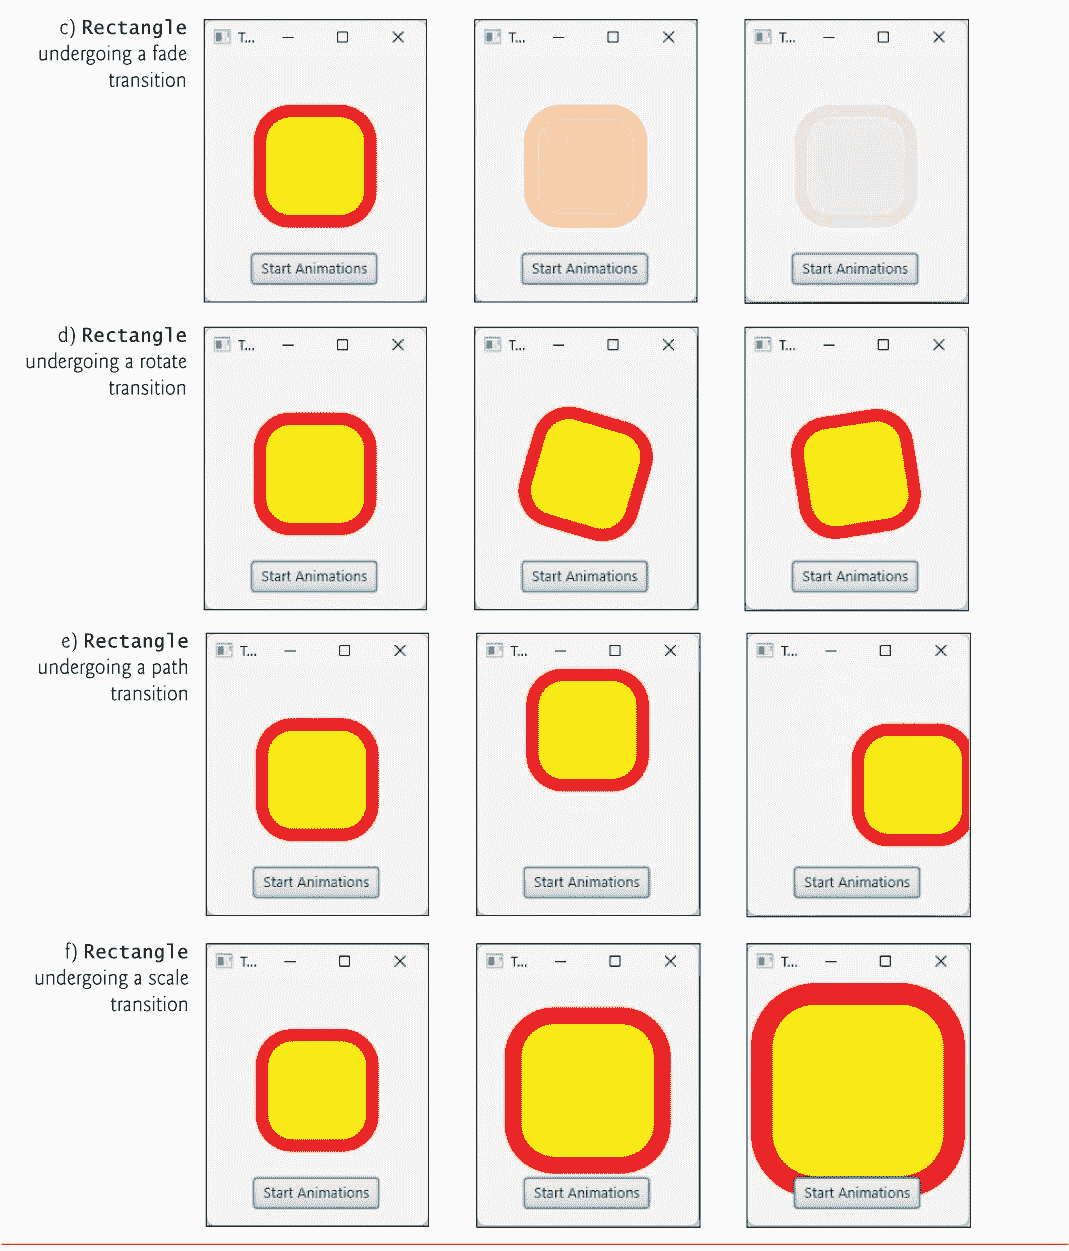 c) Rectangle
undergoing a fade
transition
T...
T...
T...
Start Animations
Start Animations
Start Animations
d) Rectangle
undergoing a rotate
transition
T...
T...
T...
Start Animations
Start Animations
Start Animations
e) Rectangle
undergoing a path
transition
T...
T...
T...
Start Animations
Start Animations
Start Animations
f) Rectangle
undergoing a scale
transition
T...
T...
T...
Start Animations
Start Animations
Start Animations